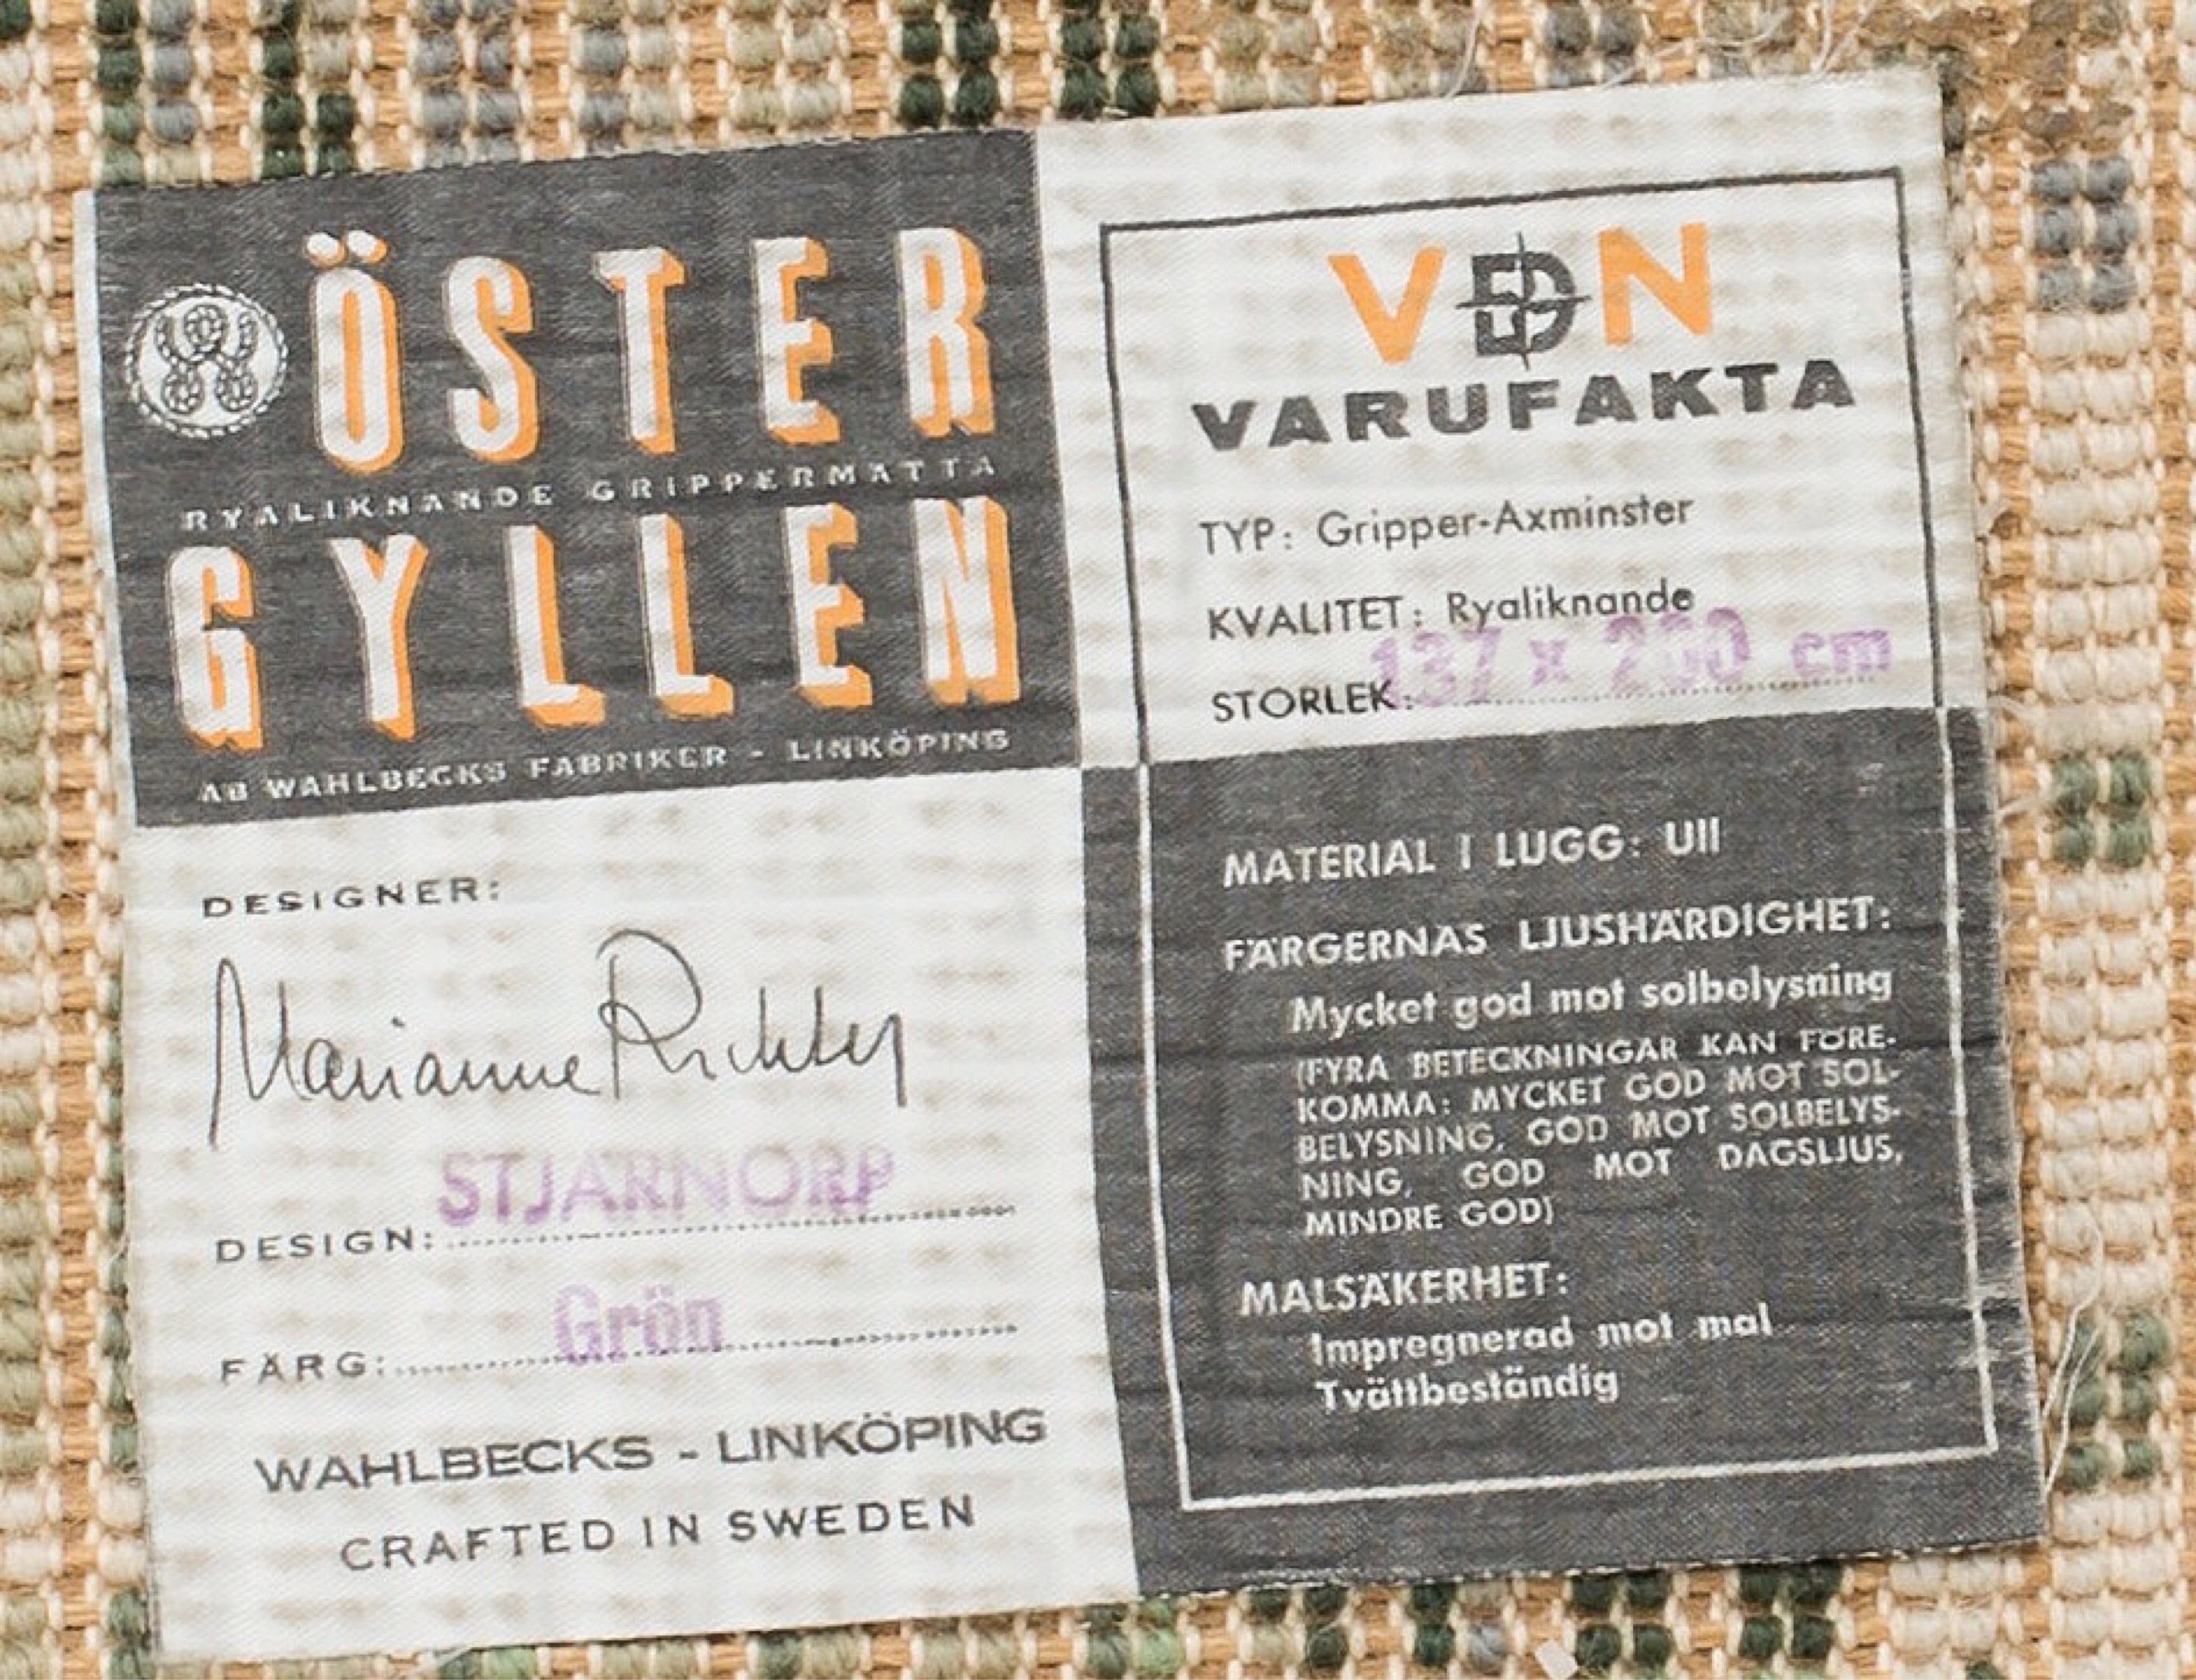 ÖSTER
RYALIKNANDE GRIPPERMATTA
GYLLEN
AB WAHLBECKS FABRIKER - LINKÖPING
DESIGNER:
Marianne Richter
STJARNORP
DESIGN:
Grön
FÄRG:
WAHLBECKS - LINKÖPING
CRAFTED IN SWEDEN
VDN
VARUFAKTA
TYP: Gripper-Axminster
KVALITET: Ryaliknande
STORLEK: 137 x cm
MATERIAL I LUGG: Ull
FÄRGERNAS LJUSHÄRDIGHET:
Mycket god mot solbelysning
(FYRA BETECKNINGAR KAN FÖRE-
KOMMA: MYCKET GOD MOT SOL-
BELYSNING, GOD MOT SOLBELYS-
NING, GOD MOT DAGSLJUS,
MINDRE GOD)
MALSÄKERHET:
Impregnerad mot mal
Tvättbeständig